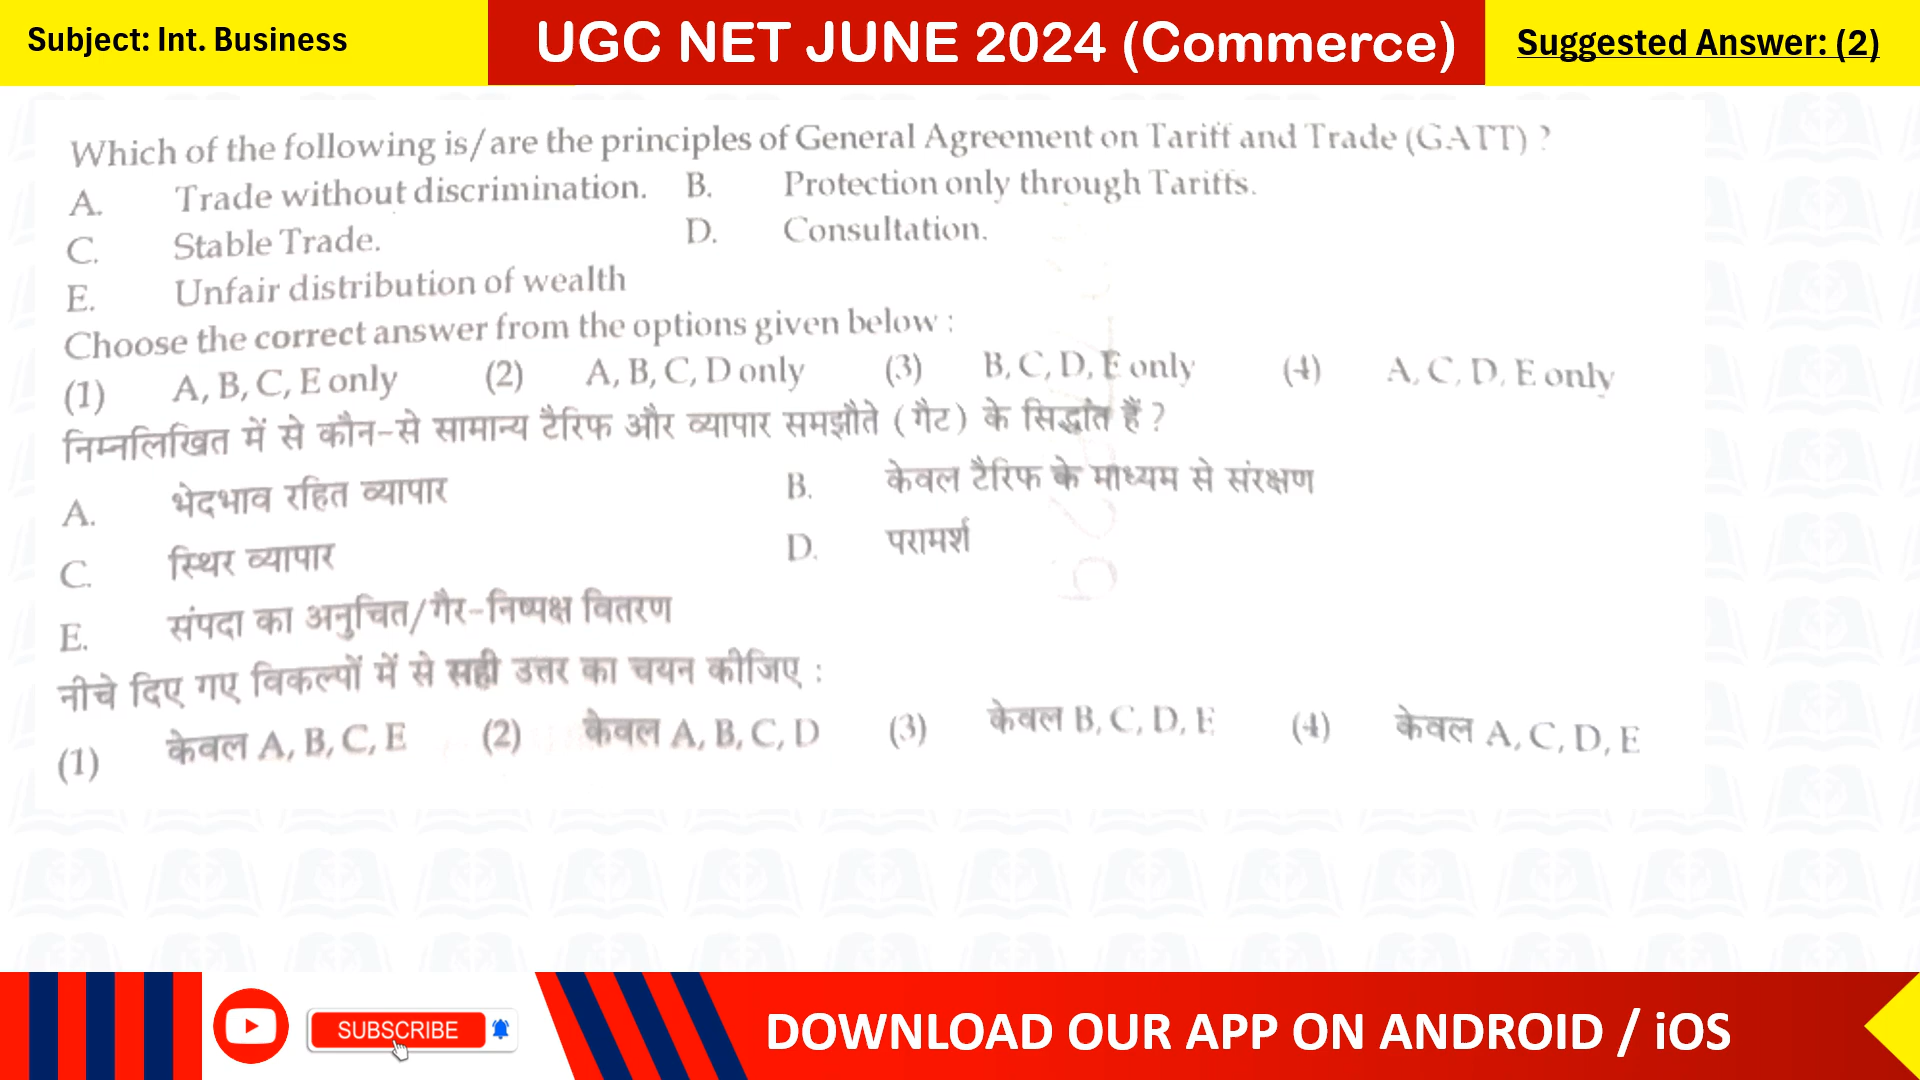 Subject: Int. Business
UGC NET JUNE 2024 (Commerce)
Suggested Answer: (2)
Which of the following is/are the principles of General Agreement on Tariff and Trade (GATT) ?
A. Trade without discrimination. B. Protection only through Tariffs.
C. Stable Trade. D. Consultation.
E. Unfair distribution of wealth
Choose the correct answer from the options given below :
(1) A, B, C, E only (2) A, B, C, D only (3) B, C, D, E only (4) A, C, D, E only
निम्नलिखित में से कौन-से सामान्य टैरिफ और व्यापार समझौते (गैट) के सिद्धांत हैं ?
A. भेदभाव रहित व्यापार B. केवल टैरिफ के माध्यम से संरक्षण
C. स्थिर व्यापार D. परामर्श
E. संपदा का अनुचित/गैर-निष्पक्ष वितरण
नीचे दिए गए विकल्पों में से सही उत्तर का चयन कीजिए :
(1) केवल A, B, C, E (2) केवल A, B, C, D (3) केवल B, C, D, E (4) केवल A, C, D, E
SUBSCRIBE
DOWNLOAD OUR APP ON ANDROID / iOS